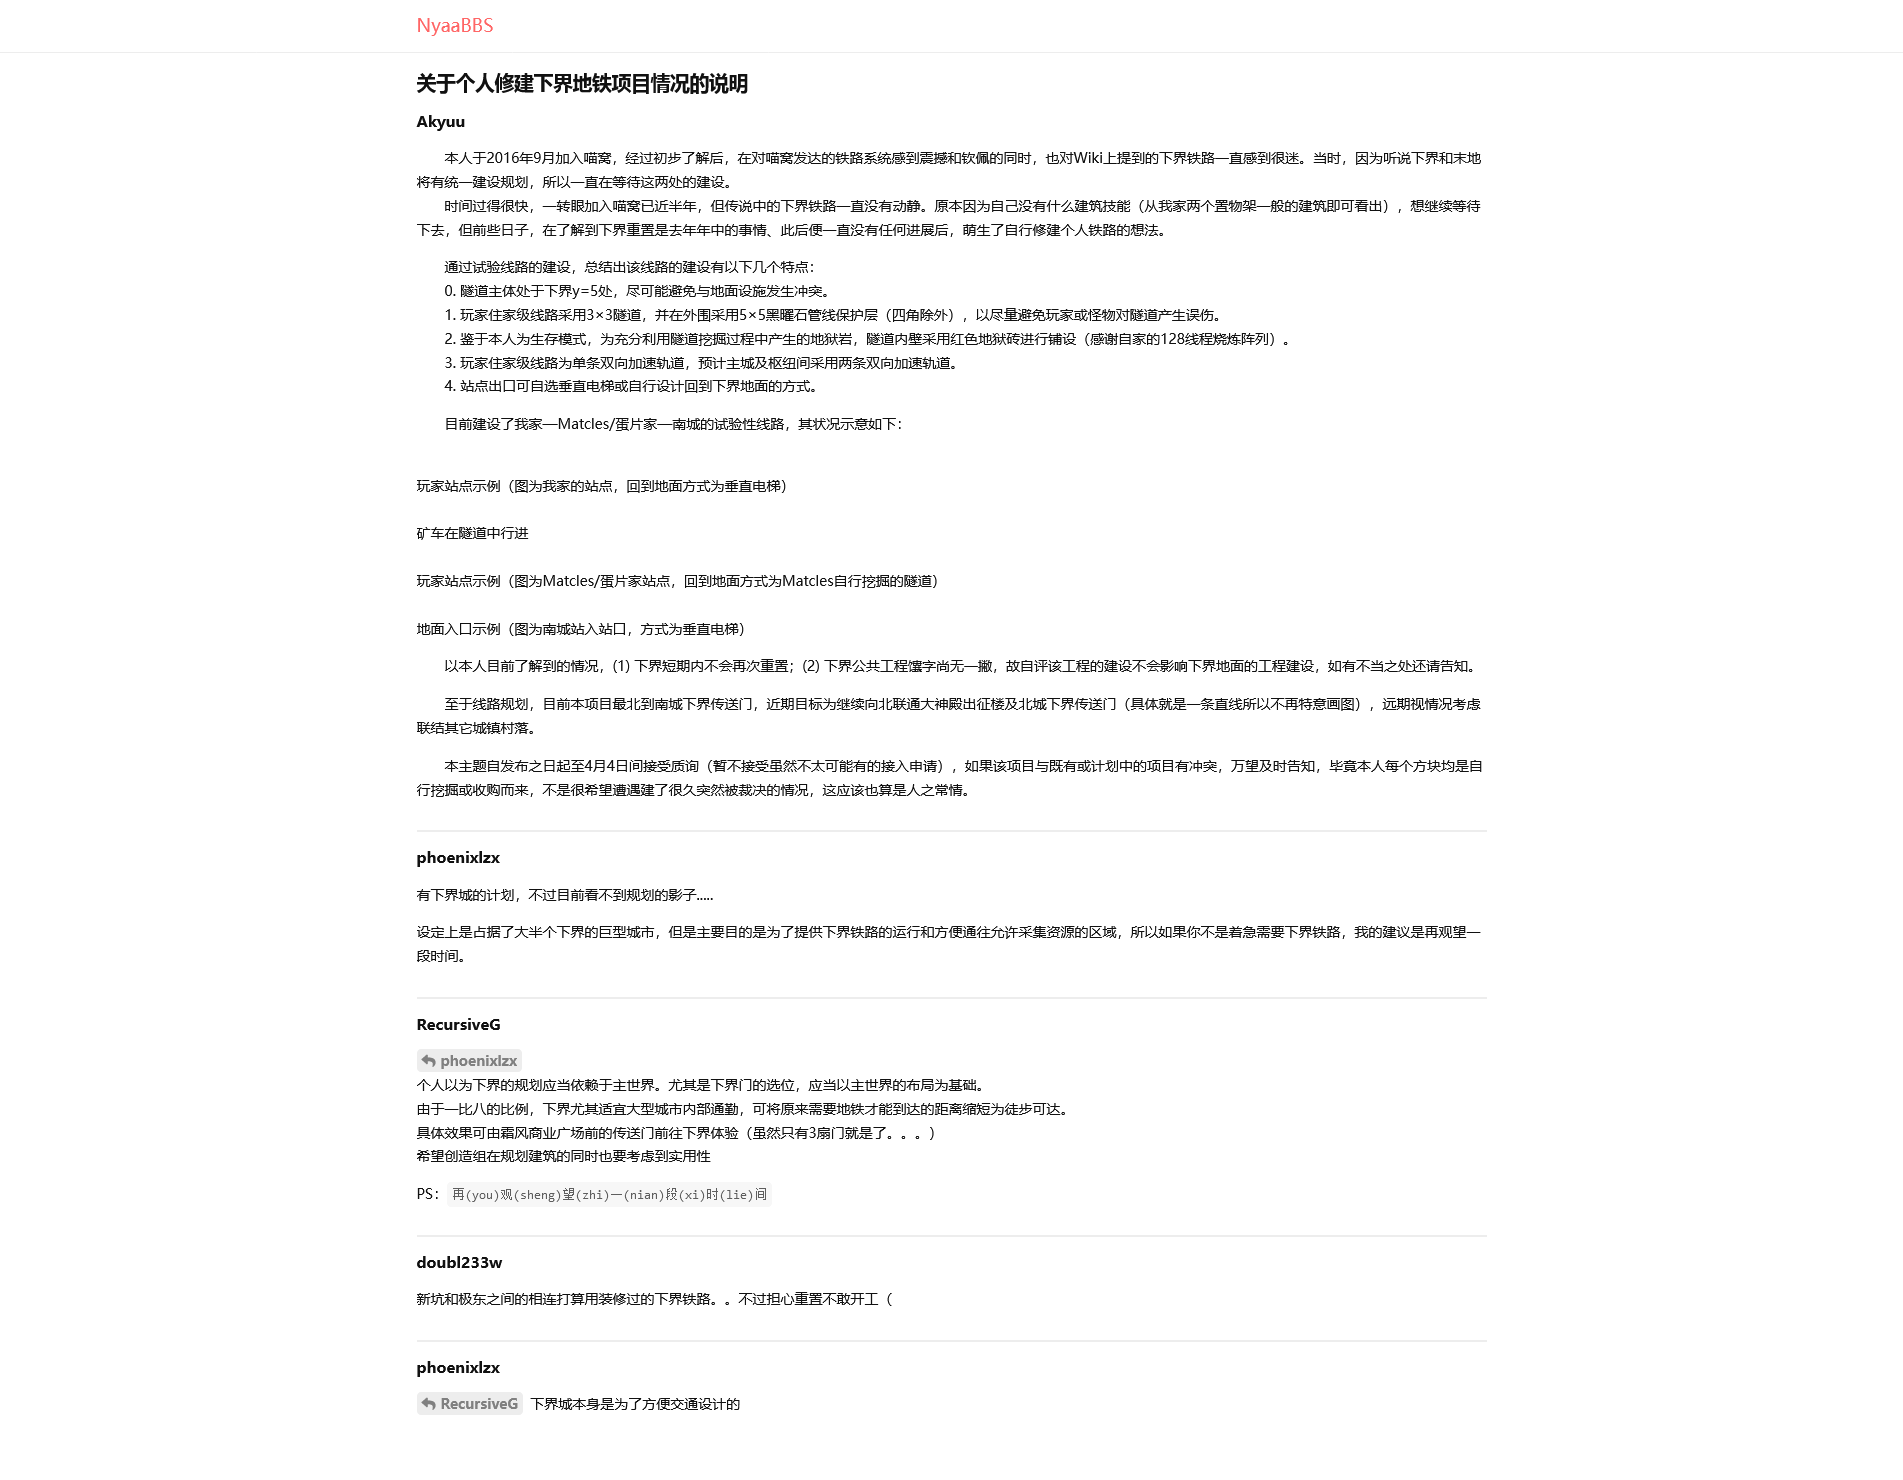 NyaaBBS
关于个人修建下界地铁项目情况的说明
Akyuu
本人于2016年9月加入喵窝，经过初步了解后，在对喵窝发达的铁路系统感到震撼和钦佩的同时，也对Wiki上提到的下界铁路一直感到很迷。当时，因为听说下界和末地
将有统一建设规划，所以一直在等待这两处的建设。
时间过得很快，一转眼加入喵窝已近半年，但传说中的下界铁路一直没有动静。原本因为自己没有什么建筑技能（从我家两个置物架一般的建筑即可看出），想继续等待
下去，但前些日子，在了解到下界重置是去年年中的事情、此后便一直没有任何进展后，萌生了自行修建个人铁路的想法。
通过试验线路的建设，总结出该线路的建设有以下几个特点：
0. 隧道主体处于下界y=5处，尽可能避免与地面设施发生冲突。
1. 玩家住家级线路采用3×3隧道，并在外围采用5×5黑曜石管线保护层（四角除外），以尽量避免玩家或怪物对隧道产生误伤。
2. 鉴于本人为生存模式，为充分利用隧道挖掘过程中产生的地狱岩，隧道内壁采用红色地狱砖进行铺设（感谢自家的128线程烧炼阵列）。
3. 玩家住家级线路为单条双向加速轨道，预计主城及枢纽间采用两条双向加速轨道。
4. 站点出口可自选垂直电梯或自行设计回到下界地面的方式。
目前建设了我家—Matcles/蛋片家—南城的试验性线路，其状况示意如下：
玩家站点示例（图为我家的站点，回到地面方式为垂直电梯）
矿车在隧道中行进
玩家站点示例（图为Matcles/蛋片家站点，回到地面方式为Matcles自行挖掘的隧道）
地面入口示例（图为南城站入站口，方式为垂直电梯）
以本人目前了解到的情况，(1) 下界短期内不会再次重置；(2) 下界公共工程馕字尚无一撇，故自评该工程的建设不会影响下界地面的工程建设，如有不当之处还请告知。
至于线路规划，目前本项目最北到南城下界传送门，近期目标为继续向北联通大神殿出征楼及北城下界传送门（具体就是一条直线所以不再特意画图），远期视情况考虑
联结其它城镇村落。
本主题自发布之日起至4月4日间接受质询（暂不接受虽然不太可能有的接入申请），如果该项目与既有或计划中的项目有冲突，万望及时告知，毕竟本人每个方块均是自
行挖掘或收购而来，不是很希望遭遇建了很久突然被裁决的情况，这应该也算是人之常情。
phoenixlzx
有下界城的计划，不过目前看不到规划的影子.....
设定上是占据了大半个下界的巨型城市，但是主要目的是为了提供下界铁路的运行和方便通往允许采集资源的区域，所以如果你不是着急需要下界铁路，我的建议是再观望一
段时间。
RecursiveG
phoenixlzx
个人以为下界的规划应当依赖于主世界。尤其是下界门的选位，应当以主世界的布局为基础。
由于一比八的比例，下界尤其适宜大型城市内部通勤，可将原来需要地铁才能到达的距离缩短为徒步可达。
具体效果可由霜风商业广场前的传送门前往下界体验（虽然只有3扇门就是了。。。）
希望创造组在规划建筑的同时也要考虑到实用性
PS： 再(you)观(sheng)望(zhi)一(nian)段(xi)时(lie)间
doubl233w
新坑和极东之间的相连打算用装修过的下界铁路。。不过担心重置不敢开工（
phoenixlzx
RecursiveG 下界城本身是为了方便交通设计的